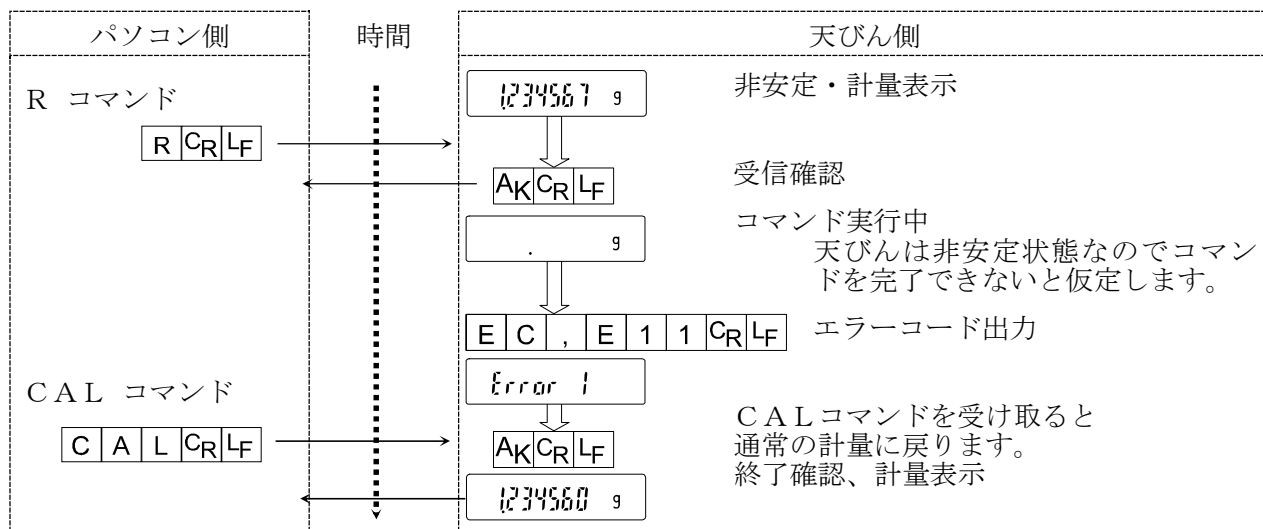 パソコン側
時間
天びん側
R コマンド
1.234567 g
非安定・計量表示
R CR LF
AK CR LF
受信確認
. g
コマンド実行中
天びんは非安定状態なのでコマン
ドを完了できないと仮定します。
E C , E 1 1 CR LF
エラーコード出力
CAL コマンド
Error 1
C A L CR LF
AK CR LF
CALコマンドを受け取ると
通常の計量に戻ります。
終了確認、計量表示
1.234560 g